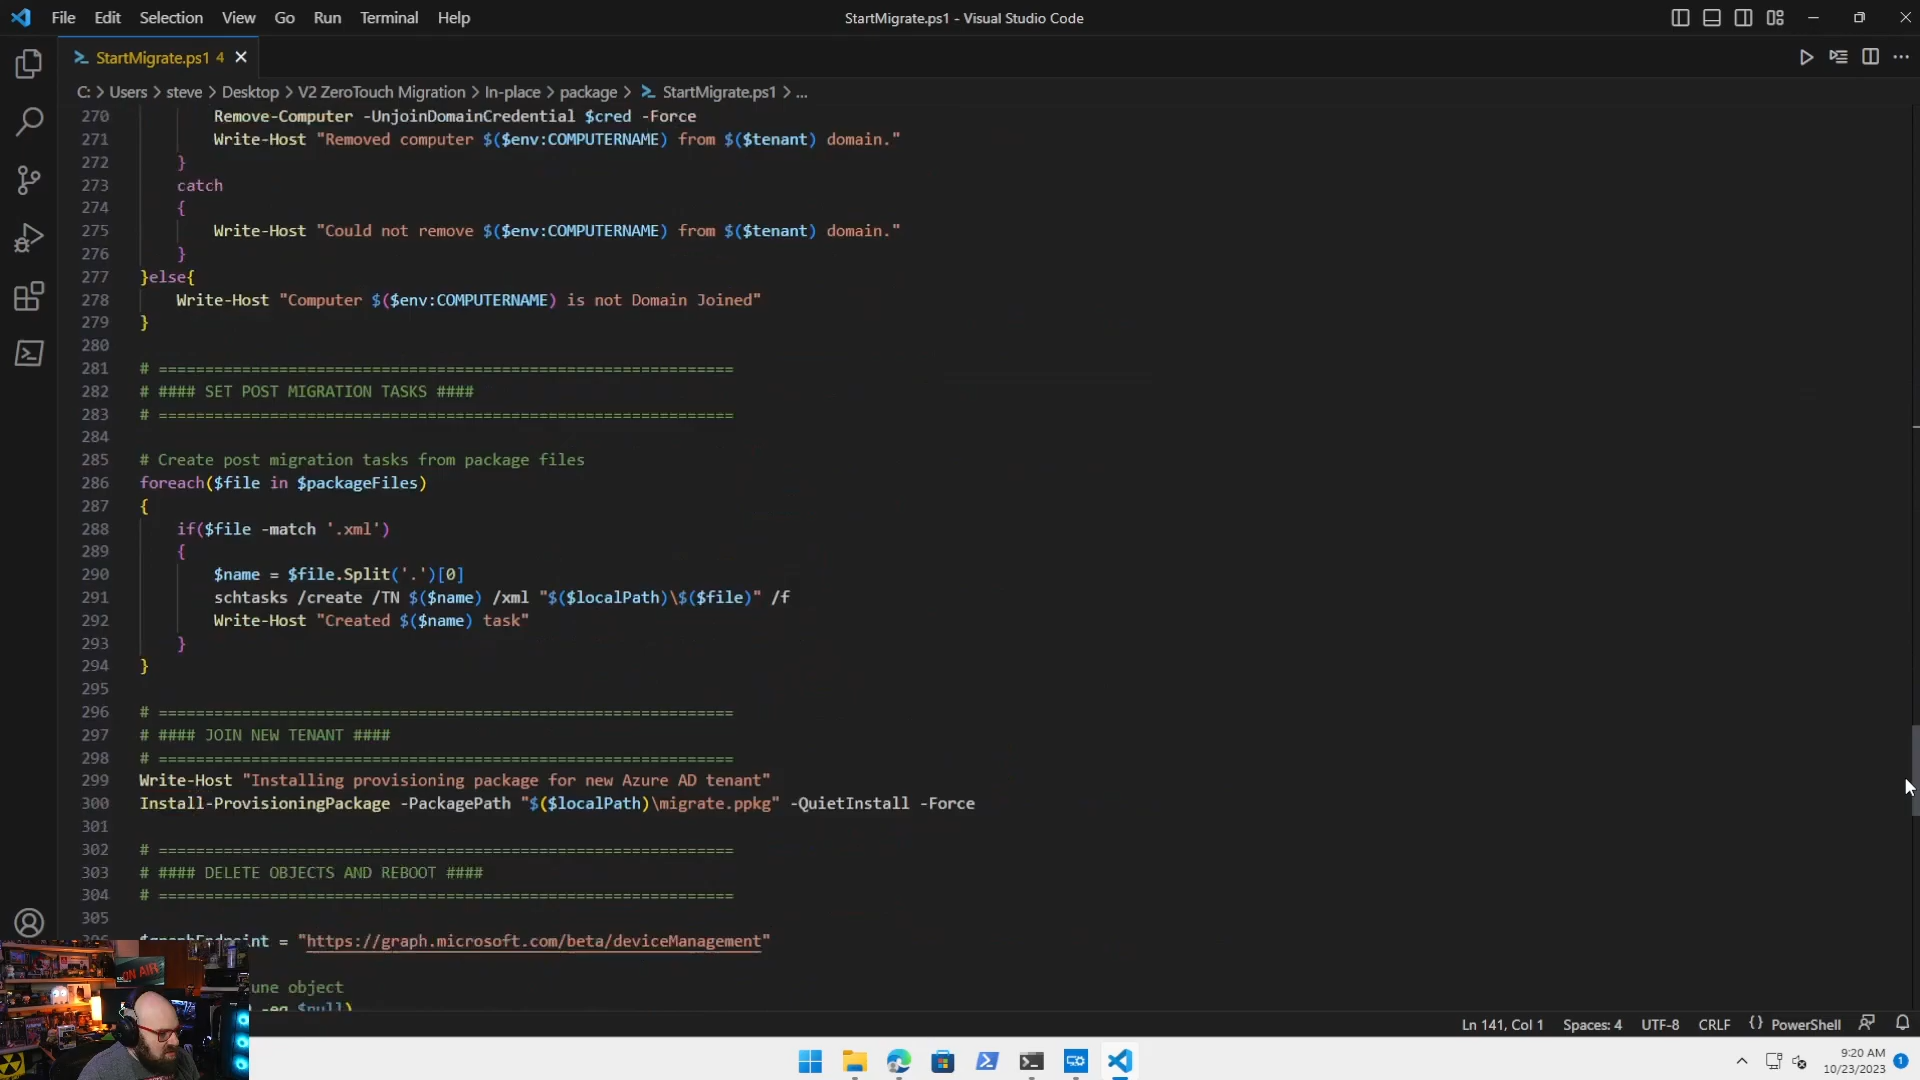 File Edit Selection View Go Run Terminal Help
StartMigrate.ps1 - Visual Studio Code
StartMigrate.ps1 4
C: > Users > steve > Desktop > V2 ZeroTouch Migration > In-place > package > StartMigrate.ps1 > ...
270 Remove-Computer -UnjoinDomainCredential $cred -Force
271 Write-Host "Removed computer $($env:COMPUTERNAME) from $($tenant) domain."
272 }
273 catch
274 {
275 Write-Host "Could not remove $($env:COMPUTERNAME) from $($tenant) domain."
276 }
277 }else{
278 Write-Host "Computer $($env:COMPUTERNAME) is not Domain Joined"
279 }
280
281 # ==============================================================
282 # #### SET POST MIGRATION TASKS ####
283 # ==============================================================
284
285 # Create post migration tasks from package files
286 foreach($file in $packageFiles)
287 {
288 if($file -match '.xml')
289 {
290 $name = $file.Split('.')[0]
291 schtasks /create /TN $($name) /xml "$($localPath)\$($file)" /f
292 Write-Host "Created $($name) task"
293 }
294 }
295
296 # ==============================================================
297 # #### JOIN NEW TENANT ####
298 # ==============================================================
299 Write-Host "Installing provisioning package for new Azure AD tenant"
300 Install-ProvisioningPackage -PackagePath "$($localPath)\migrate.ppkg" -QuietInstall -Force
301
302 # ==============================================================
303 # #### DELETE OBJECTS AND REBOOT ####
304 # ==============================================================
305
= "https://graph.microsoft.com/beta/deviceManagement"
object
-eq $null)
ON AIR
Ln 141, Col 1 Spaces: 4 UTF-8 CRLF {} PowerShell
9:20 AM
10/23/2023 1